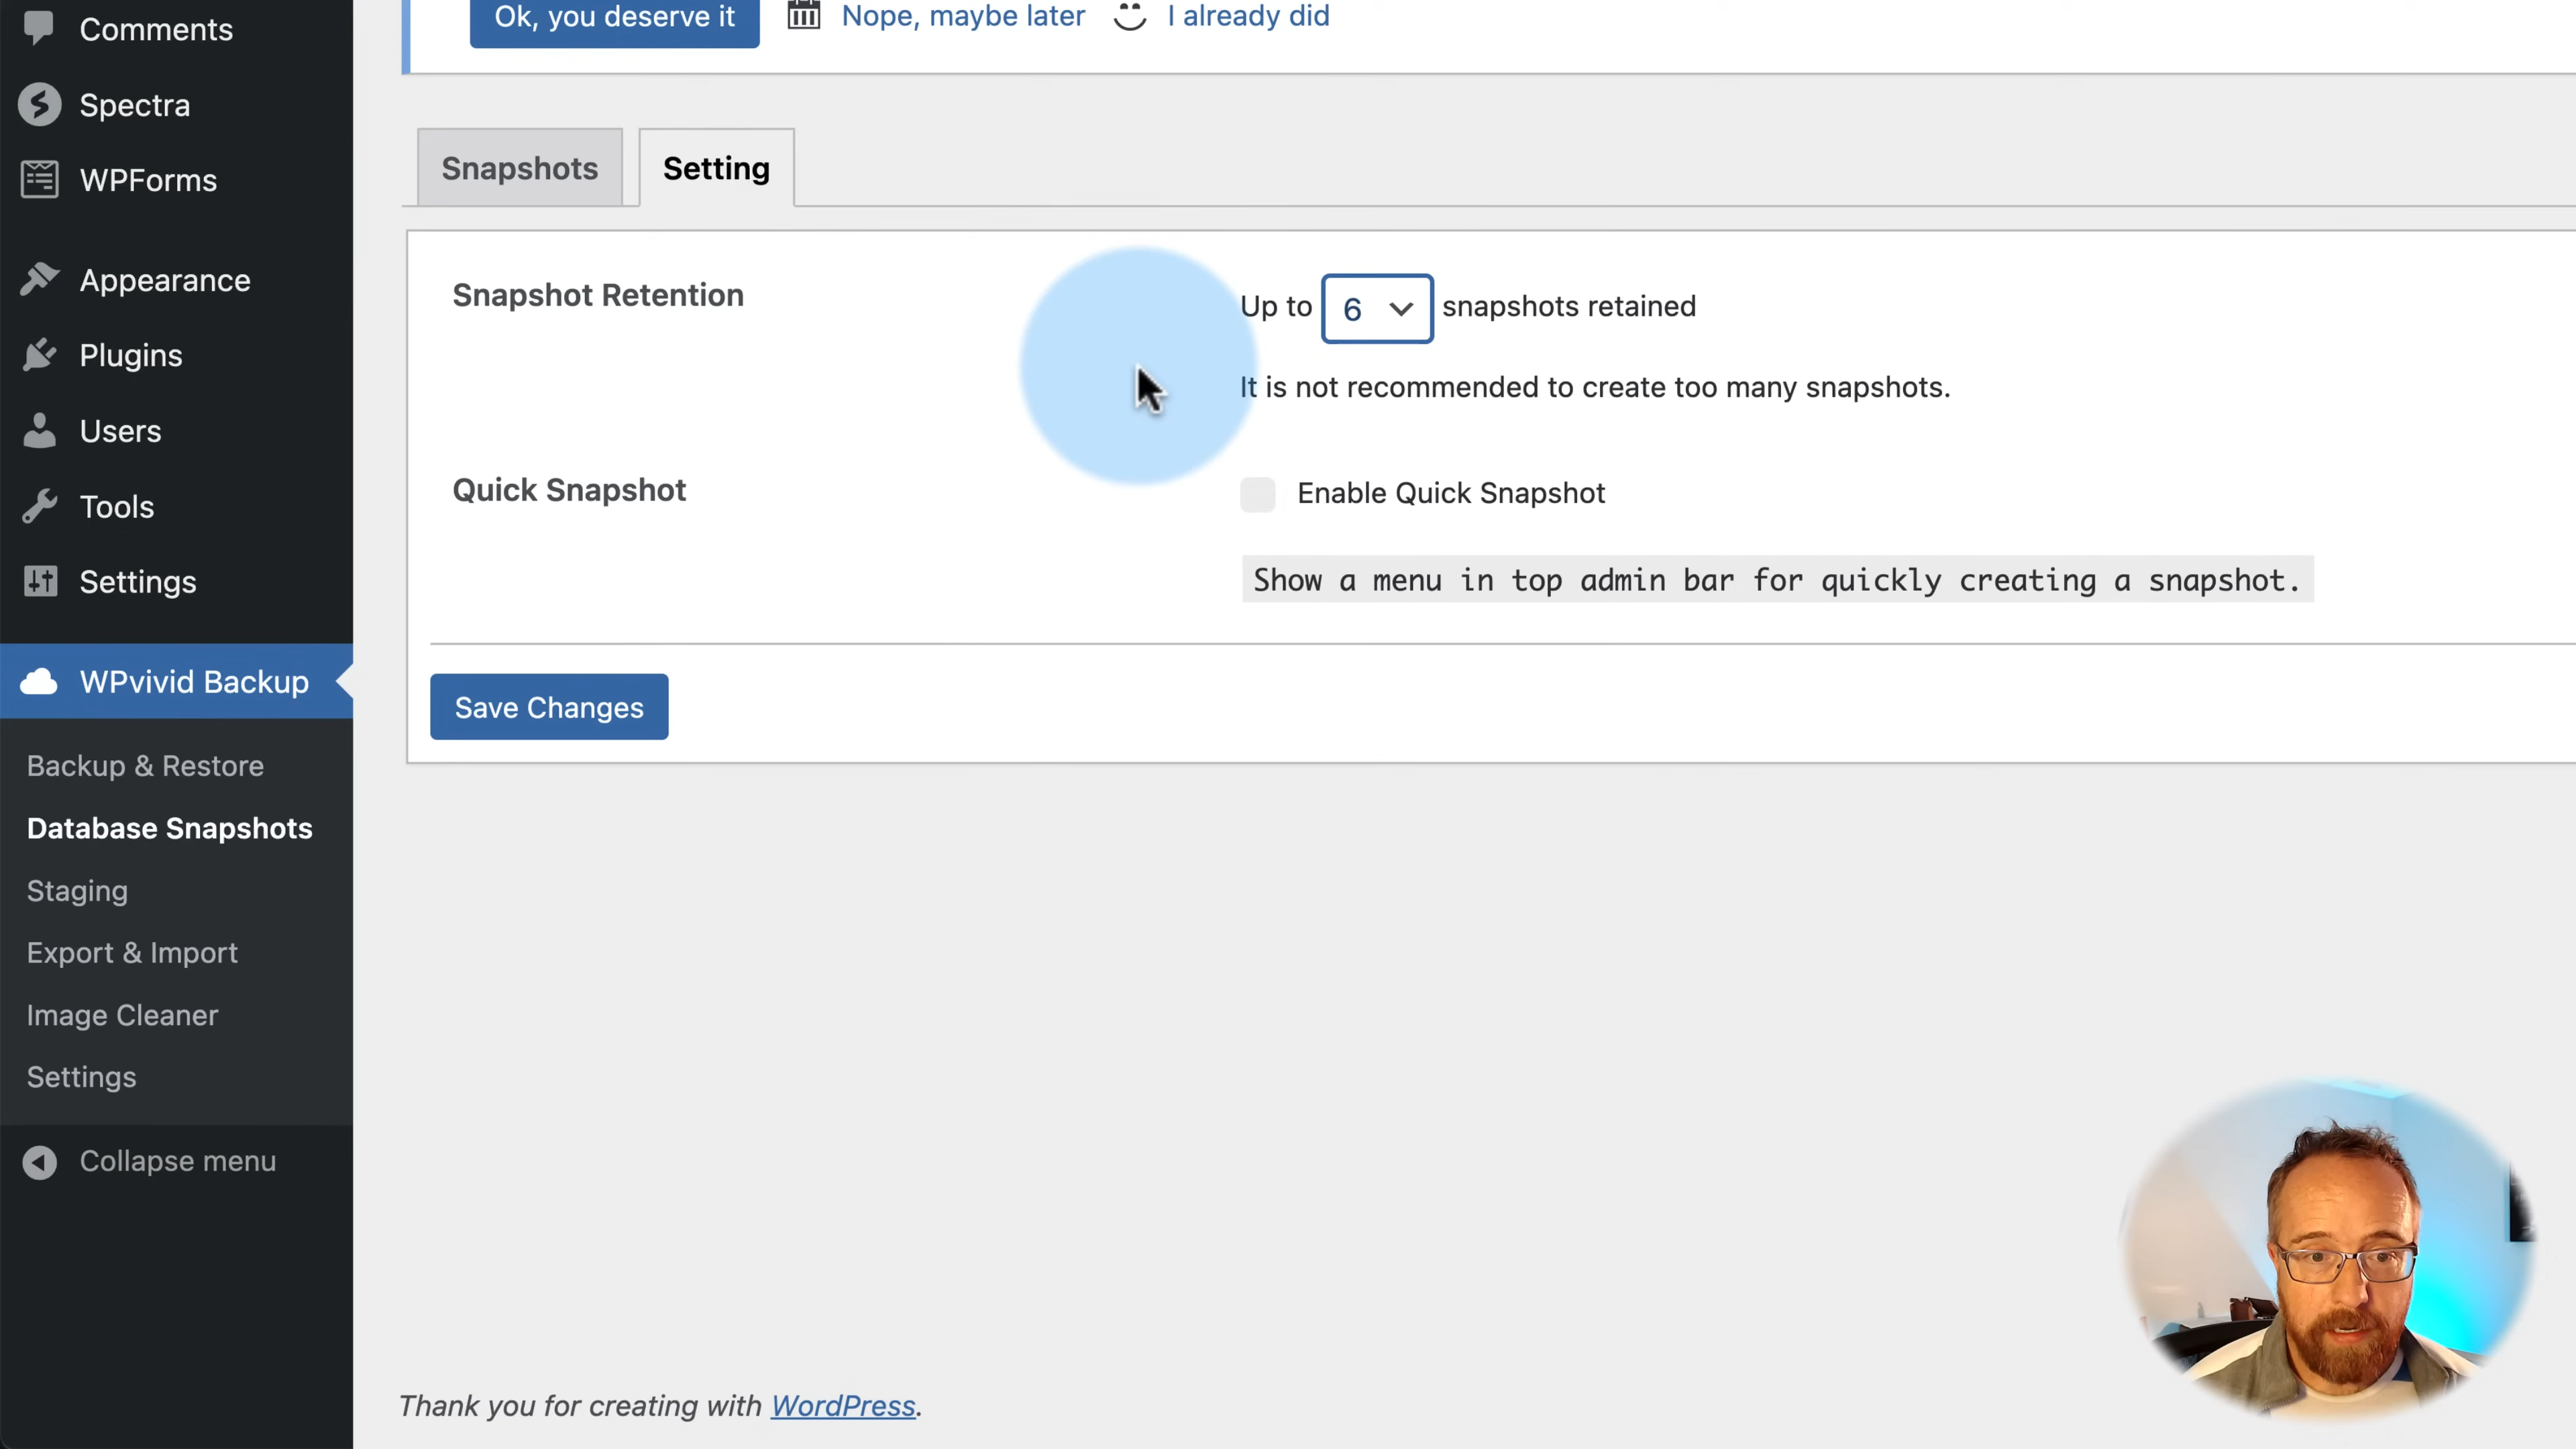 Comments
Spectra
WPForms
Appearance
Plugins
Users
Tools
Settings
WPvivid Backup
Backup & Restore
Database Snapshots
Staging
Export & Import
Image Cleaner
Settings
Collapse menu
Ok, you deserve it Nope, maybe later I already did
Snapshots Setting
Snapshot Retention Up to 6 snapshots retained
It is not recommended to create too many snapshots.
Quick Snapshot Enable Quick Snapshot
Show a menu in top admin bar for quickly creating a snapshot.
Save Changes
Thank you for creating with WordPress.